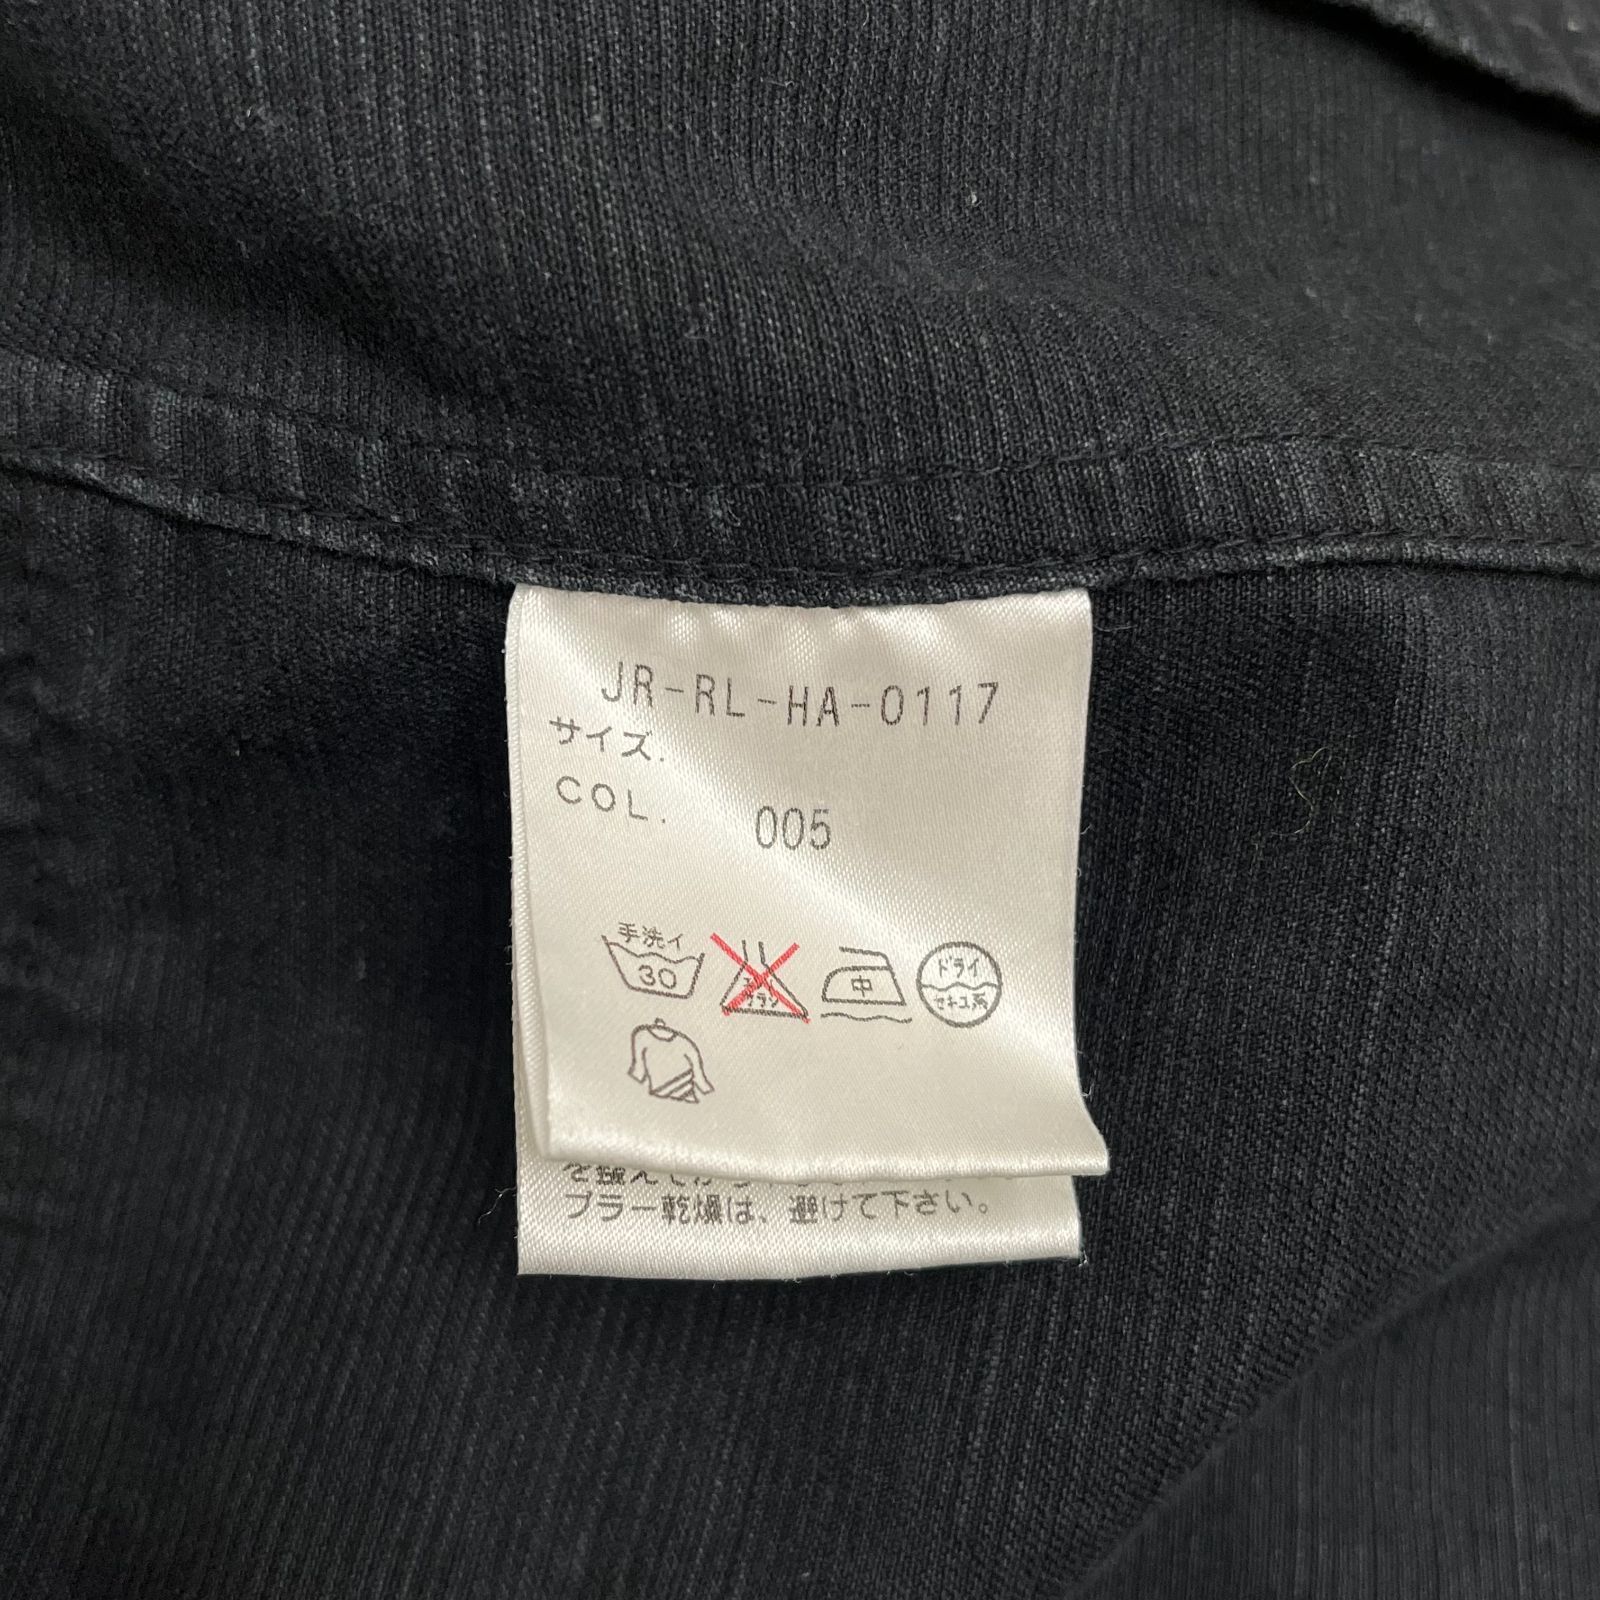 JR-RL-HA-0117
サイズ.
COL. 005
手洗イ
30
中
ドライ
セキユ系
ブラー乾燥は、避けて下さい。